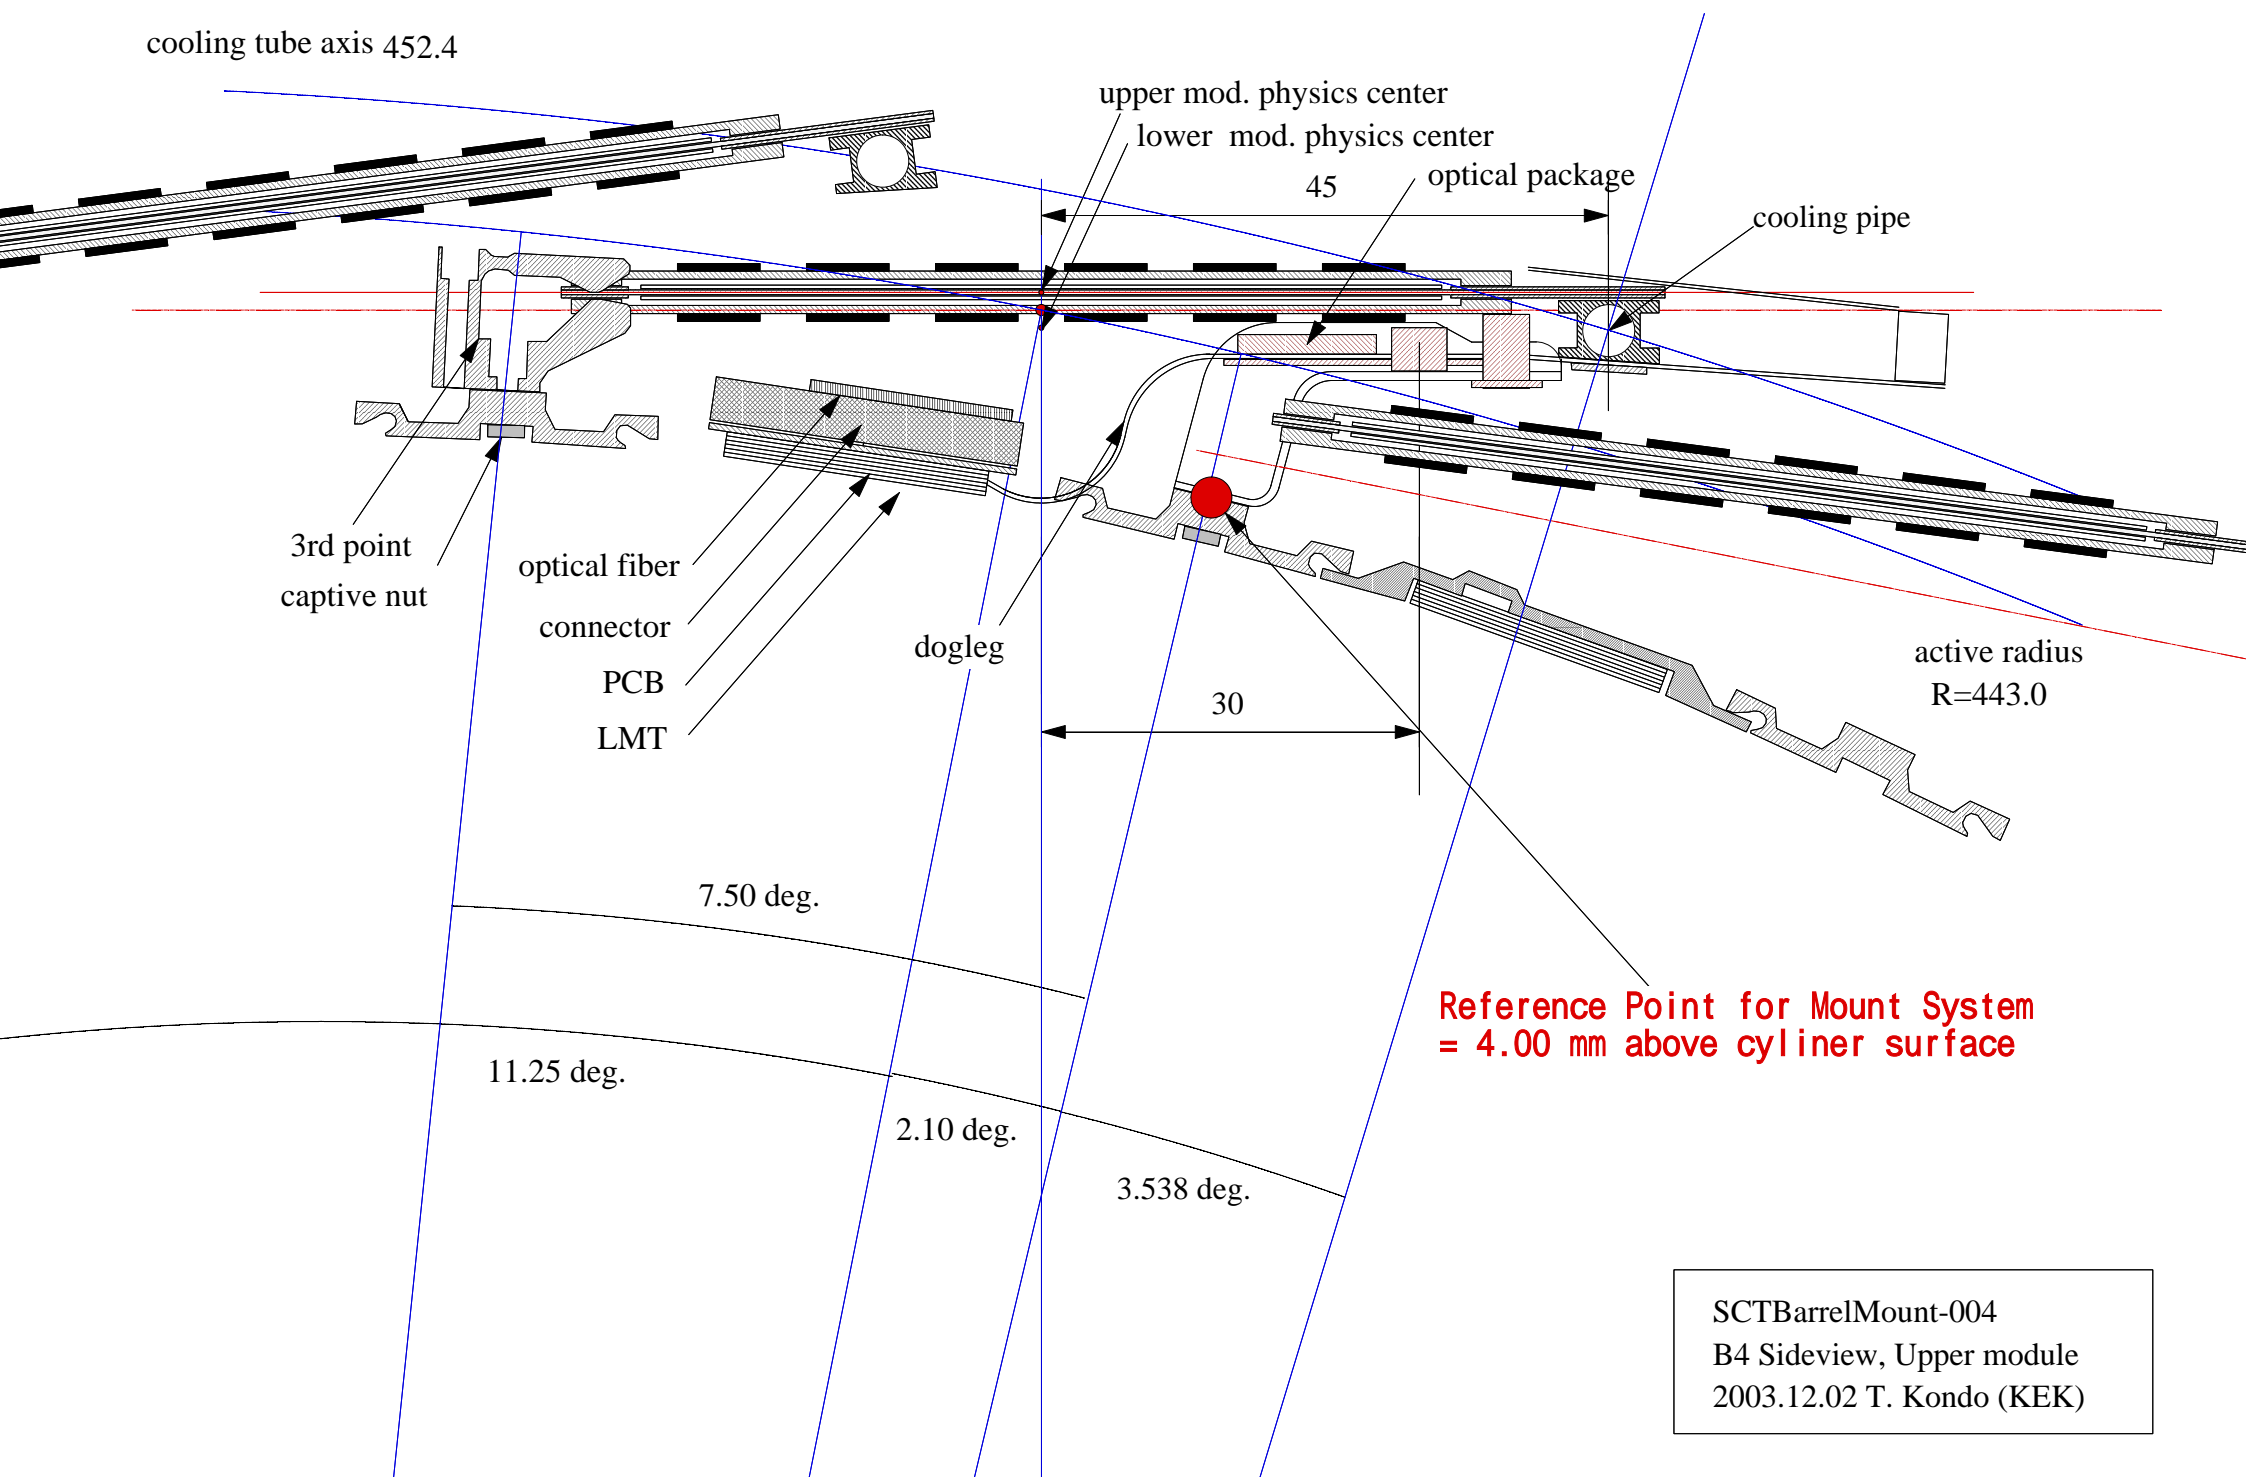 cooling tube axis 452.4
upper mod. physics center
lower mod. physics center
45
optical package
cooling pipe
3rd point
captive nut
optical fiber
connector
PCB
LMT
dogleg
active radius
R=443.0
30
7.50 deg.
11.25 deg.
2.10 deg.
3.538 deg.
Reference Point for Mount System
= 4.00 mm above cyliner surface
SCTBarrelMount-004
B4 Sideview, Upper module
2003.12.02 T. Kondo (KEK)